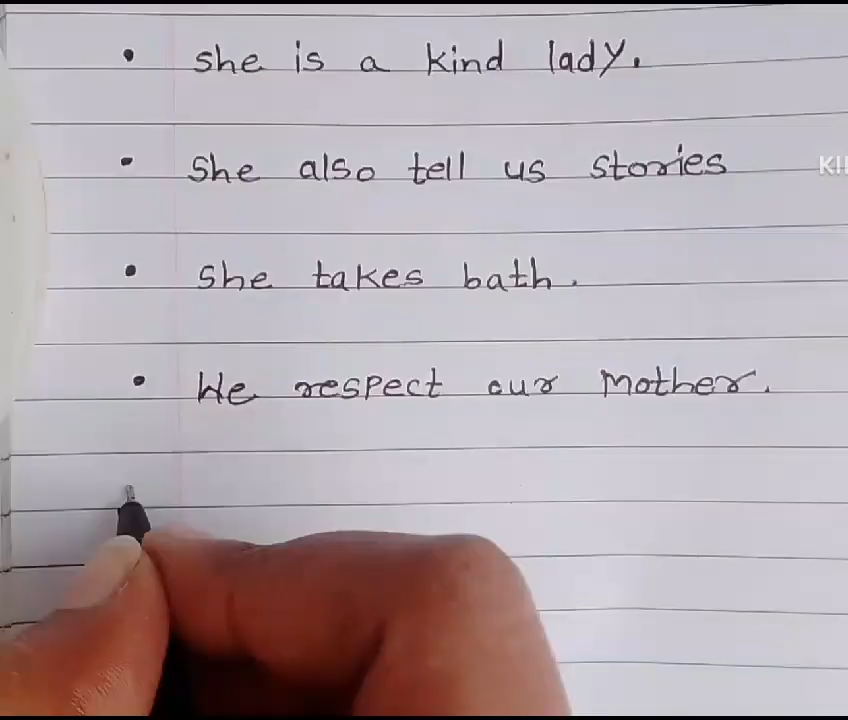 • she is a kind lady.
• She also tell us stories
• She takes bath.
• We respect our mother.